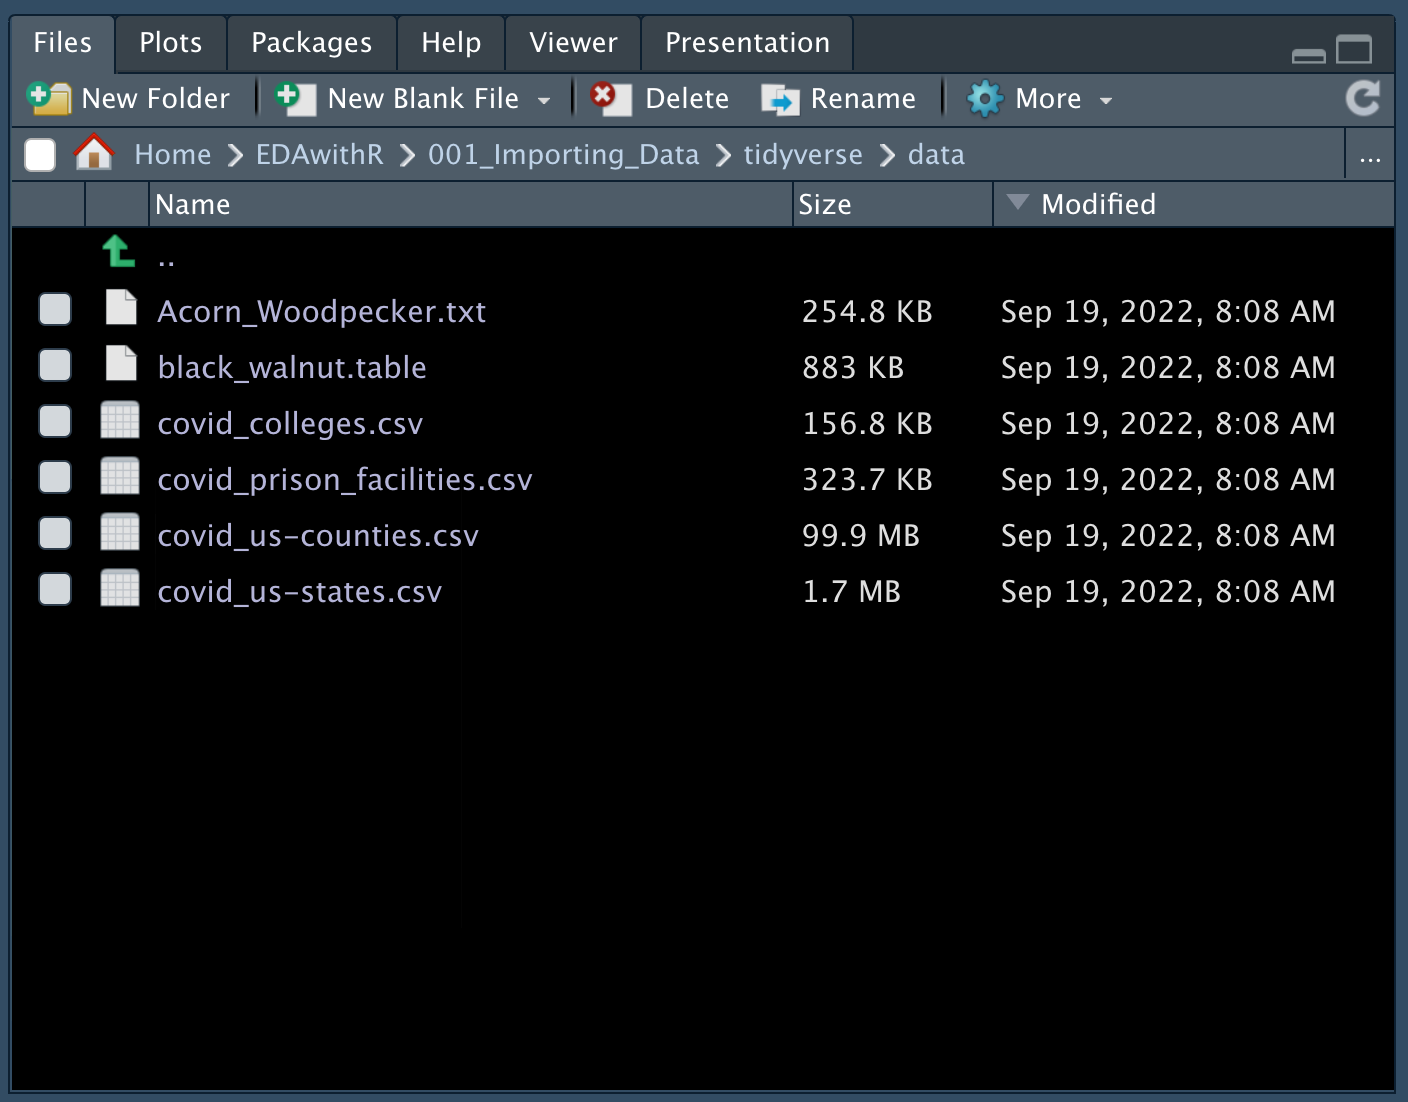 Files Plots Packages Help Viewer Presentation
New Folder New Blank File Delete Rename More
Home EDAwithR 001_Importing_Data tidyverse data ...
Name Size Modified
..
Acorn_Woodpecker.txt 254.8 KB Sep 19, 2022, 8:08 AM
black_walnut.table 883 KB Sep 19, 2022, 8:08 AM
covid_colleges.csv 156.8 KB Sep 19, 2022, 8:08 AM
covid_prison_facilities.csv 323.7 KB Sep 19, 2022, 8:08 AM
covid_us-counties.csv 99.9 MB Sep 19, 2022, 8:08 AM
covid_us-states.csv 1.7 MB Sep 19, 2022, 8:08 AM